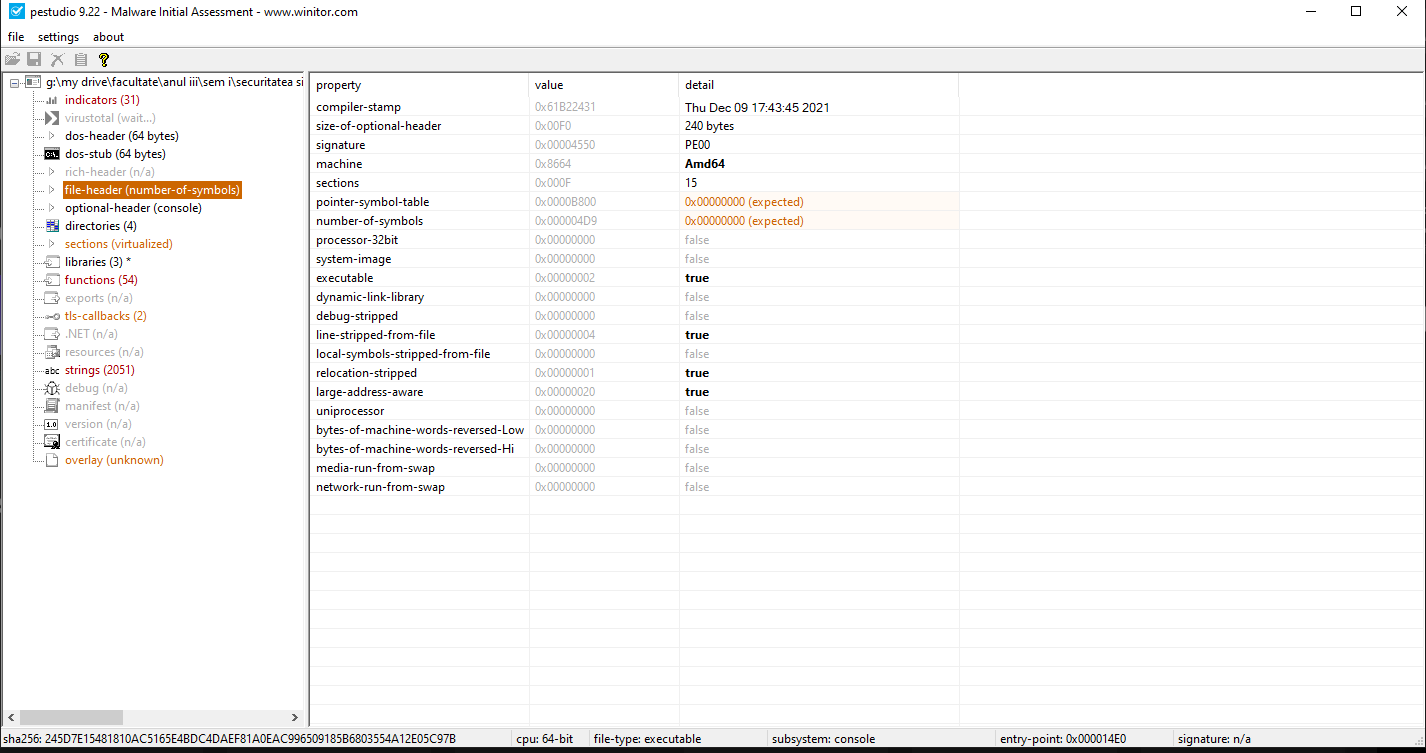 pestudio 9.22 - Malware Initial Assessment - www.winitor.com
file settings about
g:\my drive\facultate\anul iii\sem i\securitatea si
indicators (31)
virustotal (wait...)
dos-header (64 bytes)
dos-stub (64 bytes)
rich-header (n/a)
file-header (number-of-symbols)
optional-header (console)
directories (4)
sections (virtualized)
libraries (3) *
functions (54)
exports (n/a)
tls-callbacks (2)
.NET (n/a)
resources (n/a)
abc strings (2051)
debug (n/a)
manifest (n/a)
1.0 version (n/a)
certificate (n/a)
overlay (unknown)
property value detail
compiler-stamp 0x61B22431 Thu Dec 09 17:43:45 2021
size-of-optional-header 0x00F0 240 bytes
signature 0x00004550 PE00
machine 0x8664 Amd64
sections 0x000F 15
pointer-symbol-table 0x0000B800 0x00000000 (expected)
number-of-symbols 0x000004D9 0x00000000 (expected)
processor-32bit 0x00000000 false
system-image 0x00000000 false
executable 0x00000002 true
dynamic-link-library 0x00000000 false
debug-stripped 0x00000000 false
line-stripped-from-file 0x00000004 true
local-symbols-stripped-from-file 0x00000000 false
relocation-stripped 0x00000001 true
large-address-aware 0x00000020 true
uniprocessor 0x00000000 false
bytes-of-machine-words-reversed-Low 0x00000000 false
bytes-of-machine-words-reversed-Hi 0x00000000 false
media-run-from-swap 0x00000000 false
network-run-from-swap 0x00000000 false
sha256: 245D7E15481810AC5165E4BDC4DAEF81A0EAC996509185B6803554A12E05C97B cpu: 64-bit file-type: executable subsystem: console entry-point: 0x000014E0 signature: n/a